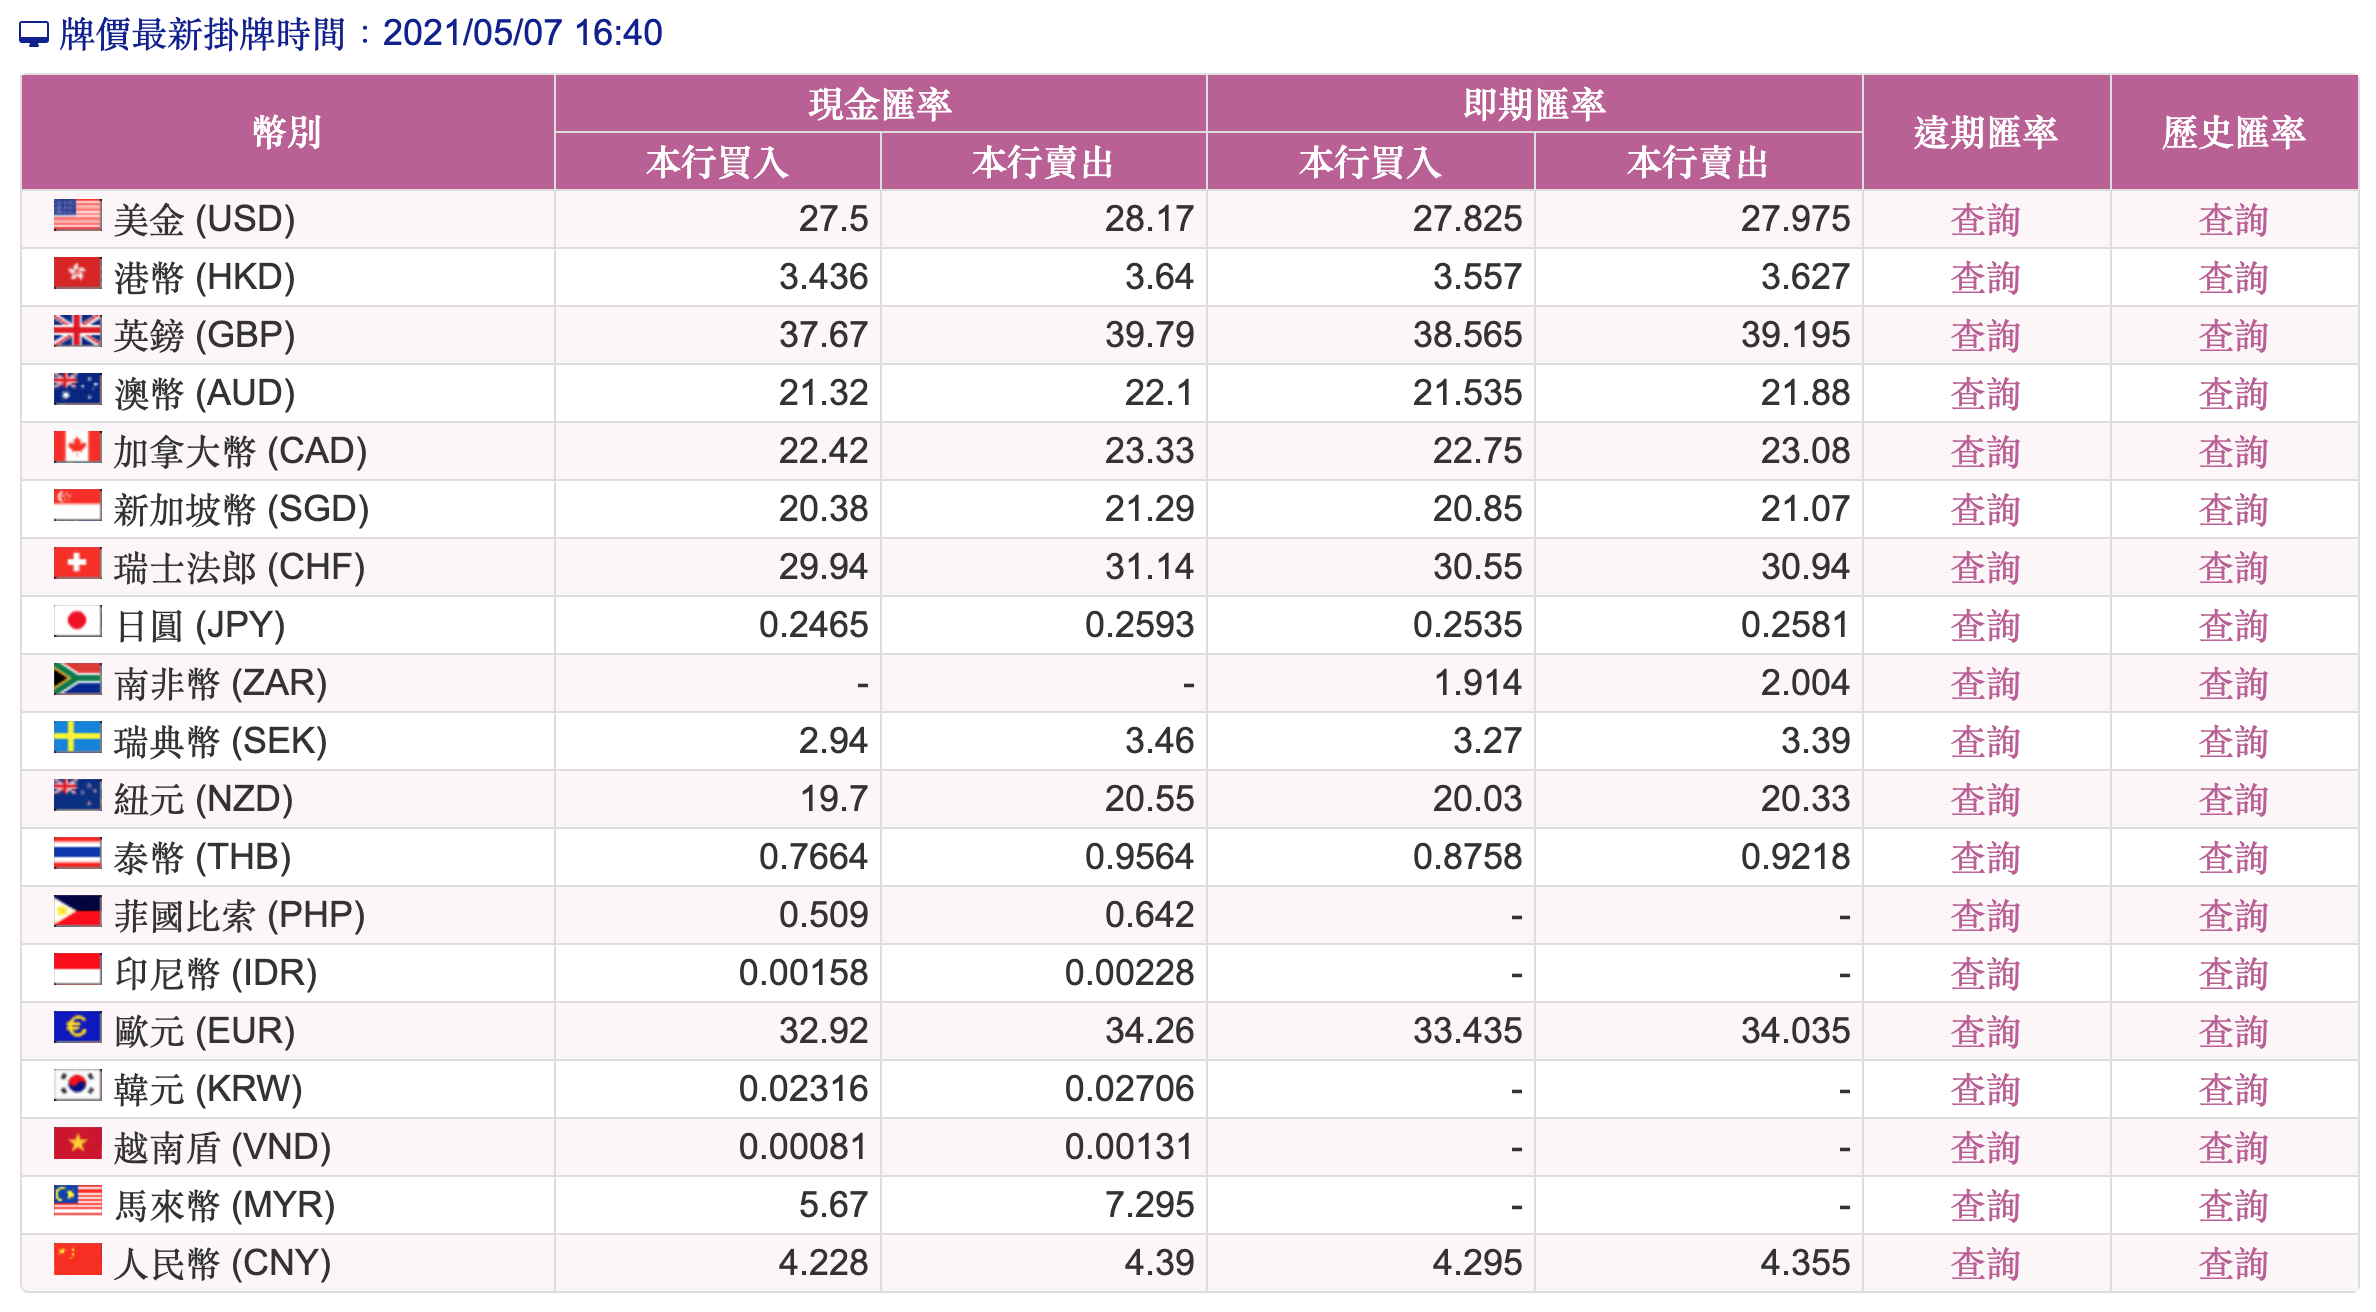 牌價最新掛牌時間：2021/05/07 16:40
幣別 現金匯率 即期匯率 遠期匯率 歷史匯率
本行買入 本行賣出 本行買入 本行賣出
美金 (USD) 27.5 28.17 27.825 27.975 查詢 查詢
港幣 (HKD) 3.436 3.64 3.557 3.627 查詢 查詢
英鎊 (GBP) 37.67 39.79 38.565 39.195 查詢 查詢
澳幣 (AUD) 21.32 22.1 21.535 21.88 查詢 查詢
加拿大幣 (CAD) 22.42 23.33 22.75 23.08 查詢 查詢
新加坡幣 (SGD) 20.38 21.29 20.85 21.07 查詢 查詢
瑞士法郎 (CHF) 29.94 31.14 30.55 30.94 查詢 查詢
日圓 (JPY) 0.2465 0.2593 0.2535 0.2581 查詢 查詢
南非幣 (ZAR) - - 1.914 2.004 查詢 查詢
瑞典幣 (SEK) 2.94 3.46 3.27 3.39 查詢 查詢
紐元 (NZD) 19.7 20.55 20.03 20.33 查詢 查詢
泰幣 (THB) 0.7664 0.9564 0.8758 0.9218 查詢 查詢
菲國比索 (PHP) 0.509 0.642 - - 查詢 查詢
印尼幣 (IDR) 0.00158 0.00228 - - 查詢 查詢
歐元 (EUR) 32.92 34.26 33.435 34.035 查詢 查詢
韓元 (KRW) 0.02316 0.02706 - - 查詢 查詢
越南盾 (VND) 0.00081 0.00131 - - 查詢 查詢
馬來幣 (MYR) 5.67 7.295 - - 查詢 查詢
人民幣 (CNY) 4.228 4.39 4.295 4.355 查詢 查詢